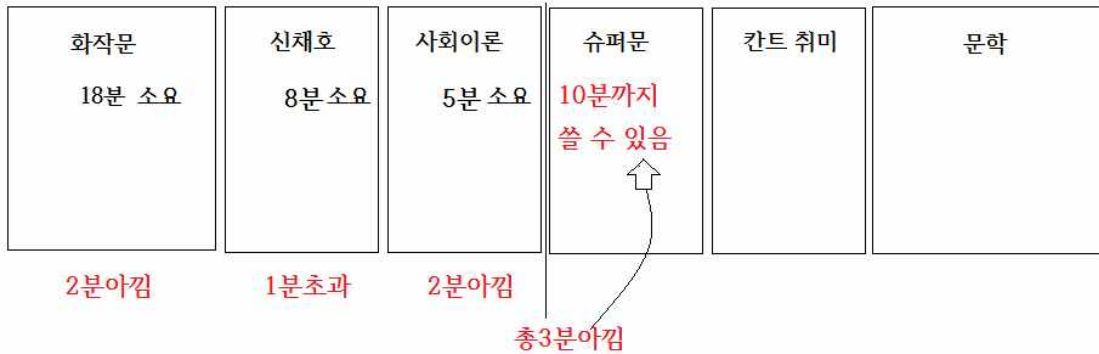 화작문
18분 소요
신채호
8분 소요
사회이론
5분 소요
슈퍼문
10분까지
쓸 수 있음
칸트 취미
문학
2분아낌
1분초과
2분아낌
총3분아낌